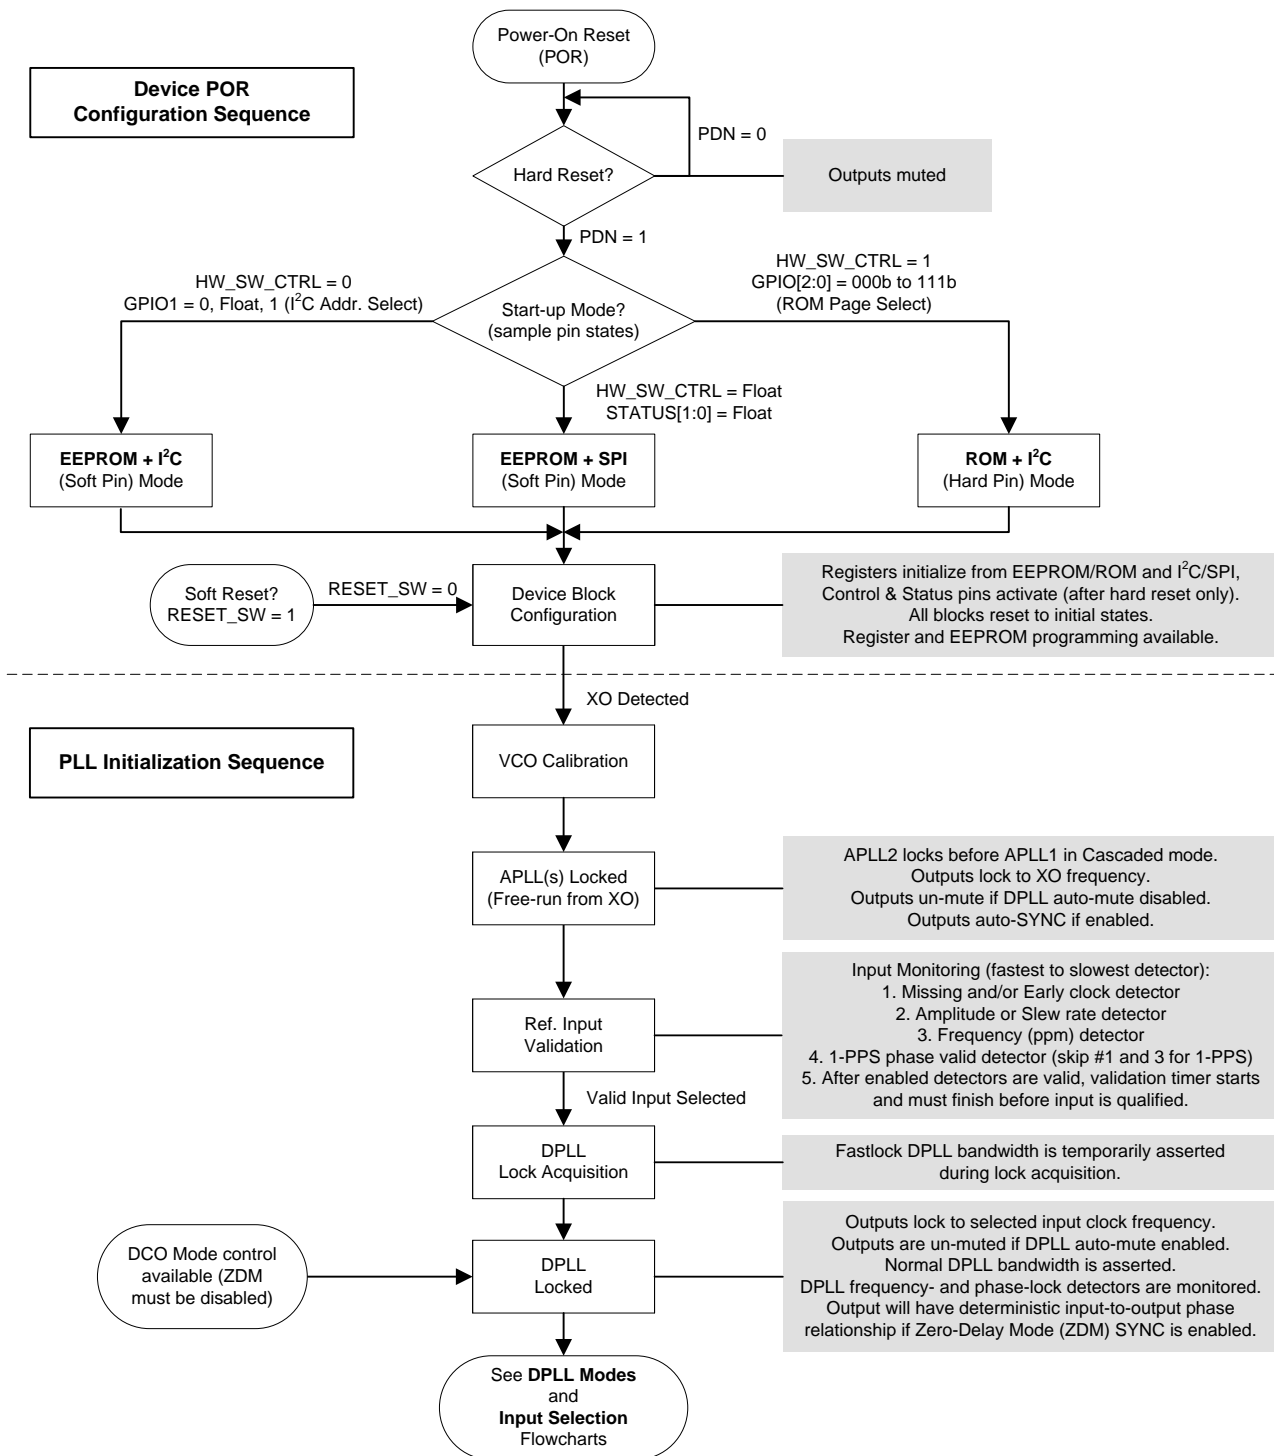 Power-On Reset
(POR)
Device POR
Configuration Sequence
PDN = 0
Hard Reset?
Outputs muted
PDN = 1
HW_SW_CTRL = 0
GPIO1 = 0, Float, 1 (I²C Addr. Select)
HW_SW_CTRL = 1
GPIO[2:0] = 000b to 111b
(ROM Page Select)
Start-up Mode?
(sample pin states)
HW_SW_CTRL = Float
STATUS[1:0] = Float
EEPROM + I²C
(Soft Pin) Mode
EEPROM + SPI
(Soft Pin) Mode
ROM + I²C
(Hard Pin) Mode
Soft Reset?
RESET_SW = 1
RESET_SW = 0
Device Block
Configuration
Registers initialize from EEPROM/ROM and I²C/SPI,
Control & Status pins activate (after hard reset only).
All blocks reset to initial states.
Register and EEPROM programming available.
XO Detected
PLL Initialization Sequence
VCO Calibration
APLL(s) Locked
(Free-run from XO)
APLL2 locks before APLL1 in Cascaded mode.
Outputs lock to XO frequency.
Outputs un-mute if DPLL auto-mute disabled.
Outputs auto-SYNC if enabled.
Ref. Input
Validation
Input Monitoring (fastest to slowest detector):
1. Missing and/or Early clock detector
2. Amplitude or Slew rate detector
3. Frequency (ppm) detector
4. 1-PPS phase valid detector (skip #1 and 3 for 1-PPS)
5. After enabled detectors are valid, validation timer starts
and must finish before input is qualified.
Valid Input Selected
DPLL
Lock Acquisition
Fastlock DPLL bandwidth is temporarily asserted
during lock acquisition.
DCO Mode control
available (ZDM
must be disabled)
DPLL
Locked
Outputs lock to selected input clock frequency.
Outputs are un-muted if DPLL auto-mute enabled.
Normal DPLL bandwidth is asserted.
DPLL frequency- and phase-lock detectors are monitored.
Output will have deterministic input-to-output phase
relationship if Zero-Delay Mode (ZDM) SYNC is enabled.
See DPLL Modes
and
Input Selection
Flowcharts